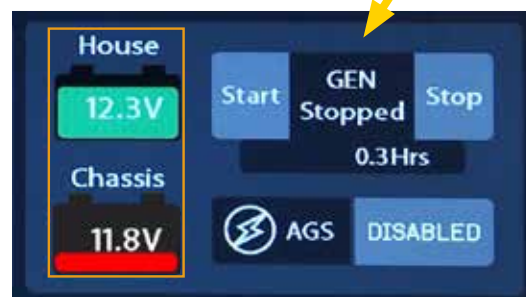 House
12.3V
Chassis
11.8V
Start
GEN
Stopped
Stop
0.3Hrs
AGS
DISABLED